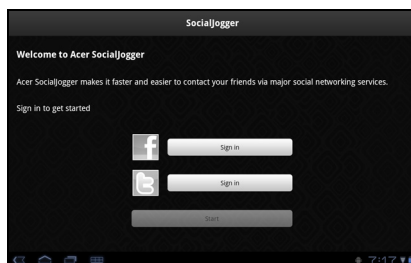 SocialJogger
Welcome to Acer SocialJogger
Acer SocialJogger makes it faster and easier to contact your friends via major social networking services.
Sign in to get started
f
Sign in
t
Sign in
Start
7:17